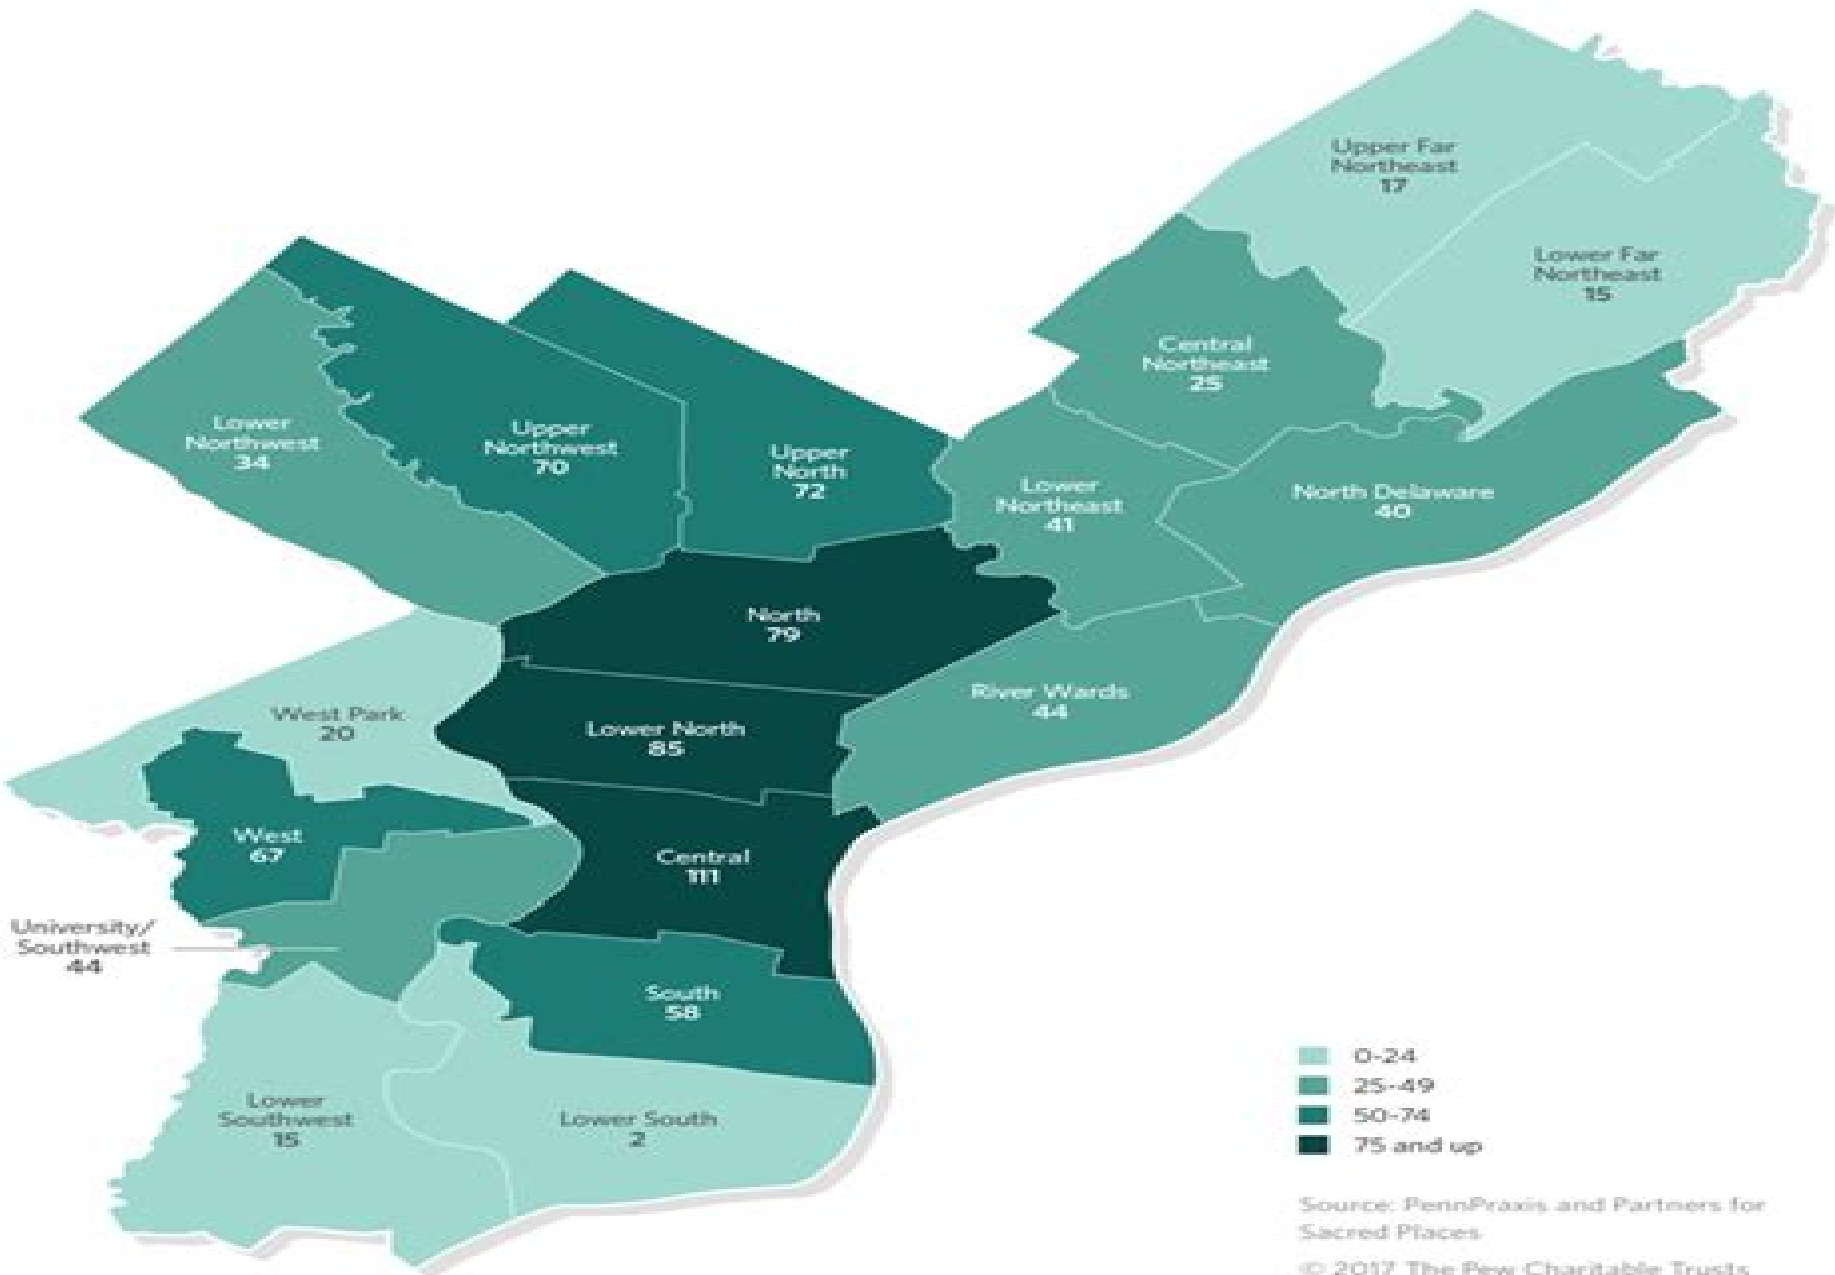 Upper Far
Northeast
17
Lower Far
Northeast
15
Central
Northeast
25
Lower
Northwest
34
Upper
Northwest
70
Upper
North
72
Lower
Northeast
41
North Delaware
40
North
79
River Wards
44
West Park
20
Lower North
85
West
67
Central
111
University/
Southwest
44
South
58
Lower
Southwest
15
Lower South
2
0-24
25-49
50-74
75 and up
Source: PennPraxis and Partners for
Sacred Places
© 2017 The Pew Charitable Trusts